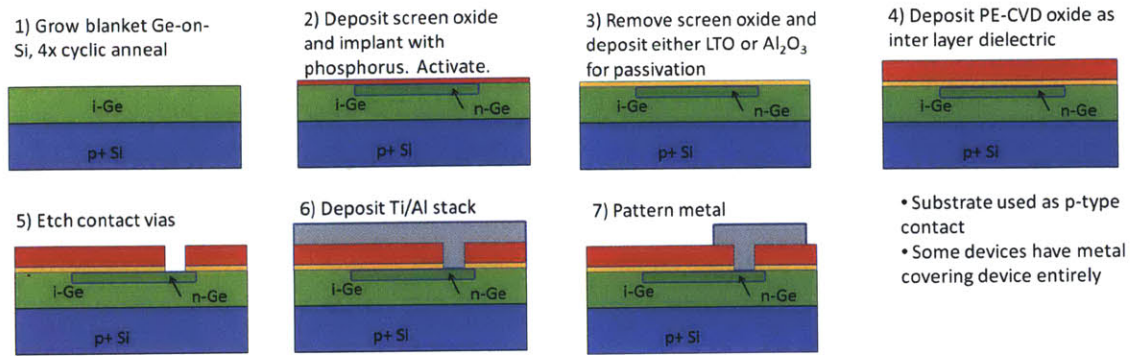 1) Grow blanket Ge-on-
Si, 4x cyclic anneal
i-Ge
p+ Si
2) Deposit screen oxide
and implant with
phosphorus. Activate.
i-Ge
n-Ge
p+ Si
3) Remove screen oxide and
deposit either LTO or Al₂O₃
for passivation
i-Ge
n-Ge
p+ Si
4) Deposit PE-CVD oxide as
inter layer dielectric
i-Ge
n-Ge
p+ Si
5) Etch contact vias
i-Ge
n-Ge
p+ Si
6) Deposit Ti/Al stack
i-Ge
n-Ge
p+ Si
7) Pattern metal
i-Ge
n-Ge
p+ Si
• Substrate used as p-type
contact
• Some devices have metal
covering device entirely